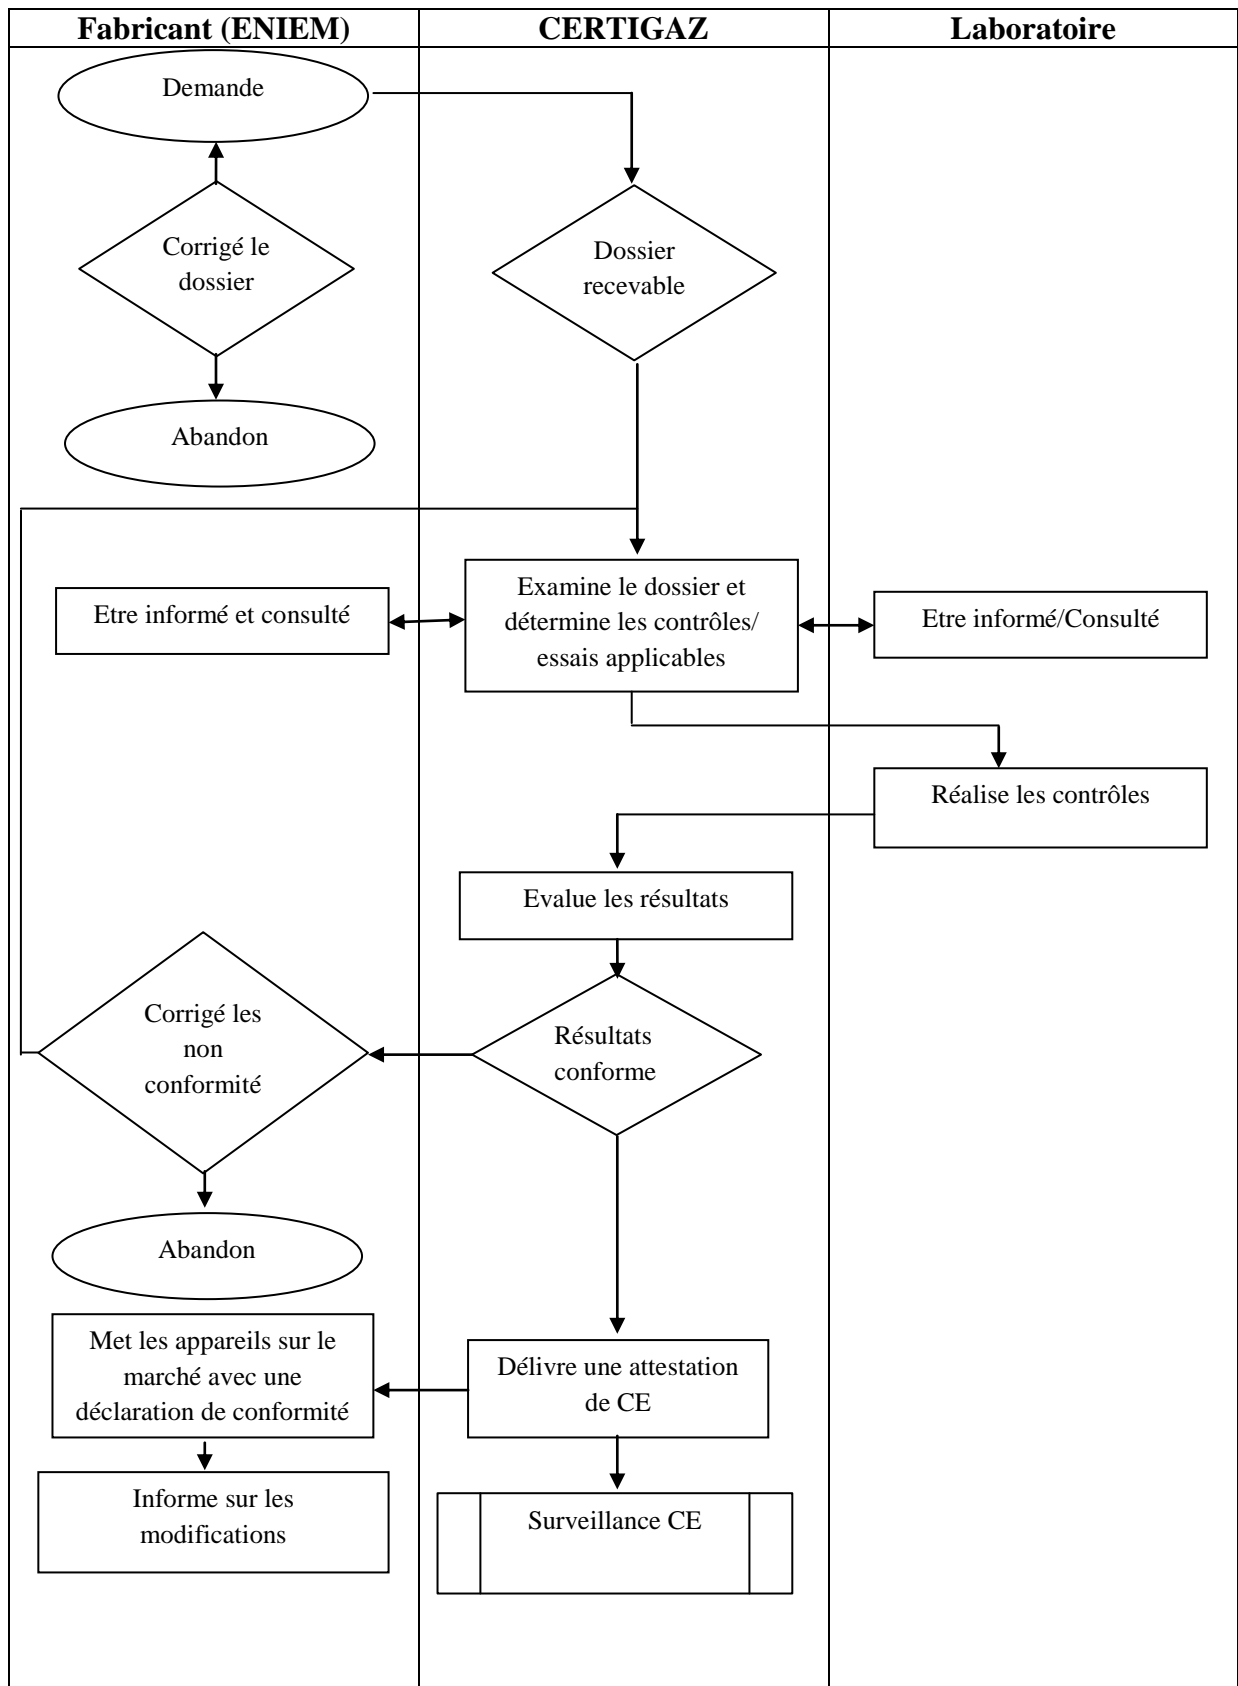 Fabricant (ENIEM)
CERTIGAZ
Laboratoire
Demande
Corrigé le
dossier
Dossier
recevable
Abandon
Etre informé et consulté
Examine le dossier et
détermine les contrôles/
essais applicables
Etre informé/Consulté
Réalise les contrôles
Evalue les résultats
Corrigé les
non
conformité
Résultats
conforme
Abandon
Met les appareils sur le
marché avec une
déclaration de conformité
Délivre une attestation
de CE
Informe sur les
modifications
Surveillance CE